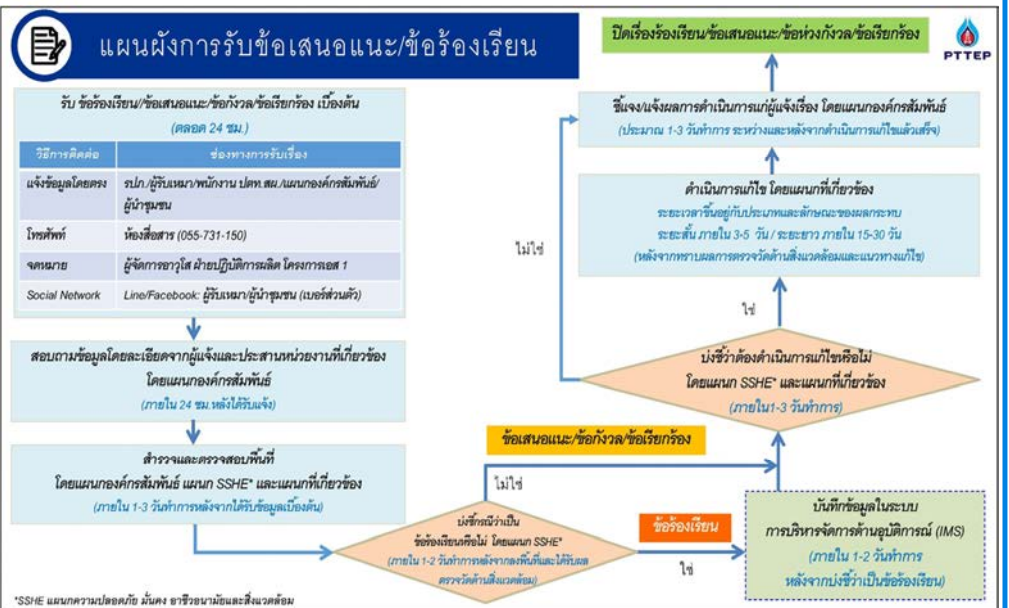 แผนผังการรับข้อเสนอแนะ/ข้อร้องเรียน
รับ ข้อร้องเรียน//ข้อเสนอแนะ/ข้อกังวล/ข้อเรียกร้อง เบื้องต้น
(ตลอด 24 ชม.)
วิธีการติดต่อ ช่องทางการรับเรื่อง
แจ้งข้อมูลโดยตรง รปภ./ผู้รับเหมา/พนักงาน ปตท.สผ./แผนกองค์กรสัมพันธ์/
ผู้นำชุมชน
โทรศัพท์ ห้องสื่อสาร (055-731-150)
จดหมาย ผู้จัดการอาวุโส ฝ่ายปฏิบัติการผลิต โครงการเอส 1
Social Network Line/Facebook: ผู้รับเหมา/ผู้นำชุมชน (เบอร์ส่วนตัว)
สอบถามข้อมูลโดยละเอียดจากผู้แจ้งและประสานหน่วยงานที่เกี่ยวข้อง
โดยแผนกองค์กรสัมพันธ์
(ภายใน 24 ชม.หลังได้รับแจ้ง)
สำรวจและตรวจสอบพื้นที่
โดยแผนกองค์กรสัมพันธ์ แผนก SSHE* และแผนกที่เกี่ยวข้อง
(ภายใน 1-3 วันทำการหลังจากได้รับข้อมูลเบื้องต้น)
บ่งชี้กรณีว่าเป็น
ข้อร้องเรียนหรือไม่ โดยแผนก SSHE*
(ภายใน 1-2 วันทำการหลังจากลงพื้นที่และได้รับผล
ตรวจวัดด้านสิ่งแวดล้อม)
ไม่ใช่
ข้อเสนอแนะ/ข้อกังวล/ข้อเรียกร้อง
ข้อร้องเรียน
ใช่
บันทึกข้อมูลในระบบ
การบริหารจัดการด้านอุบัติการณ์ (IMS)
(ภายใน 1-2 วันทำการ
หลังจากบ่งชี้ว่าเป็นข้อร้องเรียน)
บ่งชี้ว่าต้องดำเนินการแก้ไขหรือไม่
โดยแผนก SSHE* และแผนกที่เกี่ยวข้อง
(ภายใน1-3 วันทำการ)
ใช่
ไม่ใช่
ดำเนินการแก้ไข โดยแผนกที่เกี่ยวข้อง
ระยะเวลาขึ้นอยู่กับประเภทและลักษณะของผลกระทบ
ระยะสั้น ภายใน 3-5 วัน / ระยะยาว ภายใน 15-30 วัน
(หลังจากทราบผลการตรวจวัดด้านสิ่งแวดล้อมและแนวทางแก้ไข)
ชี้แจง/แจ้งผลการดำเนินการแก่ผู้แจ้งเรื่อง โดยแผนกองค์กรสัมพันธ์
(ประมาณ 1-3 วันทำการ ระหว่างและหลังจากดำเนินการแก้ไขแล้วเสร็จ)
ปิดเรื่องร้องเรียน/ข้อเสนอแนะ/ข้อห่วงกังวล/ข้อเรียกร้อง
PTTEP
*SSHE แผนกความปลอดภัย มั่นคง อาชีวอนามัยและสิ่งแวดล้อม